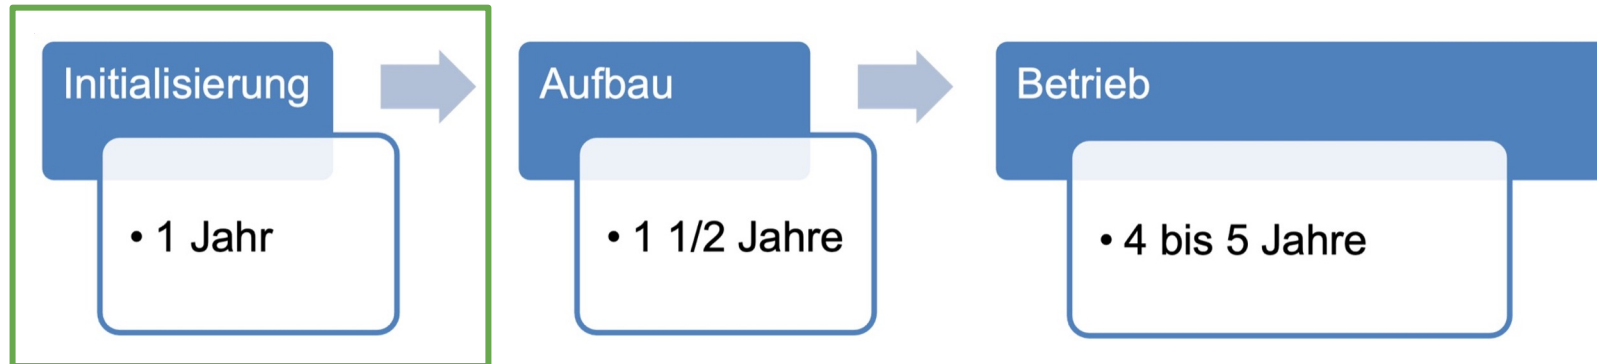 Initialisierung
• 1 Jahr
Aufbau
• 1 1/2 Jahre
Betrieb
• 4 bis 5 Jahre